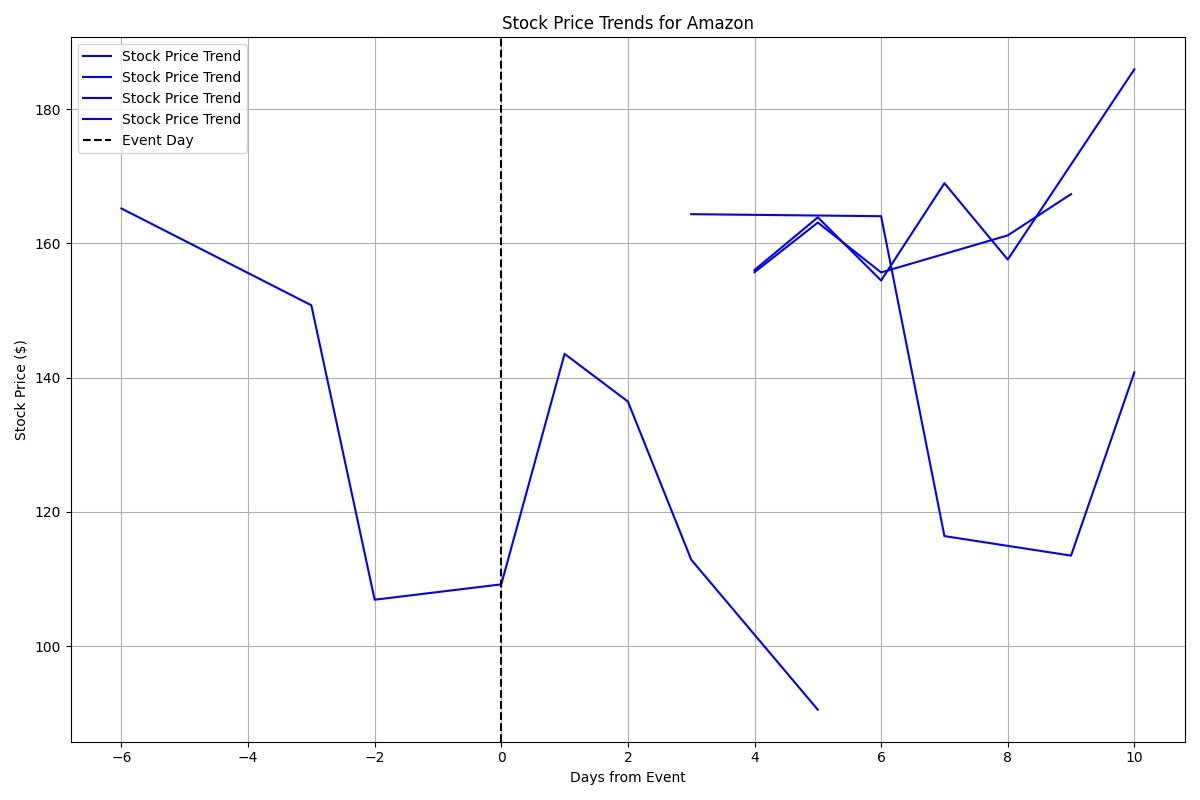 Stock Price Trends for Amazon
Stock Price Trend
Stock Price Trend
Stock Price Trend
Stock Price Trend
Event Day
180
160
140
120
100
Stock Price ($)
−6 −4 −2 0 2 4 6 8 10
Days from Event